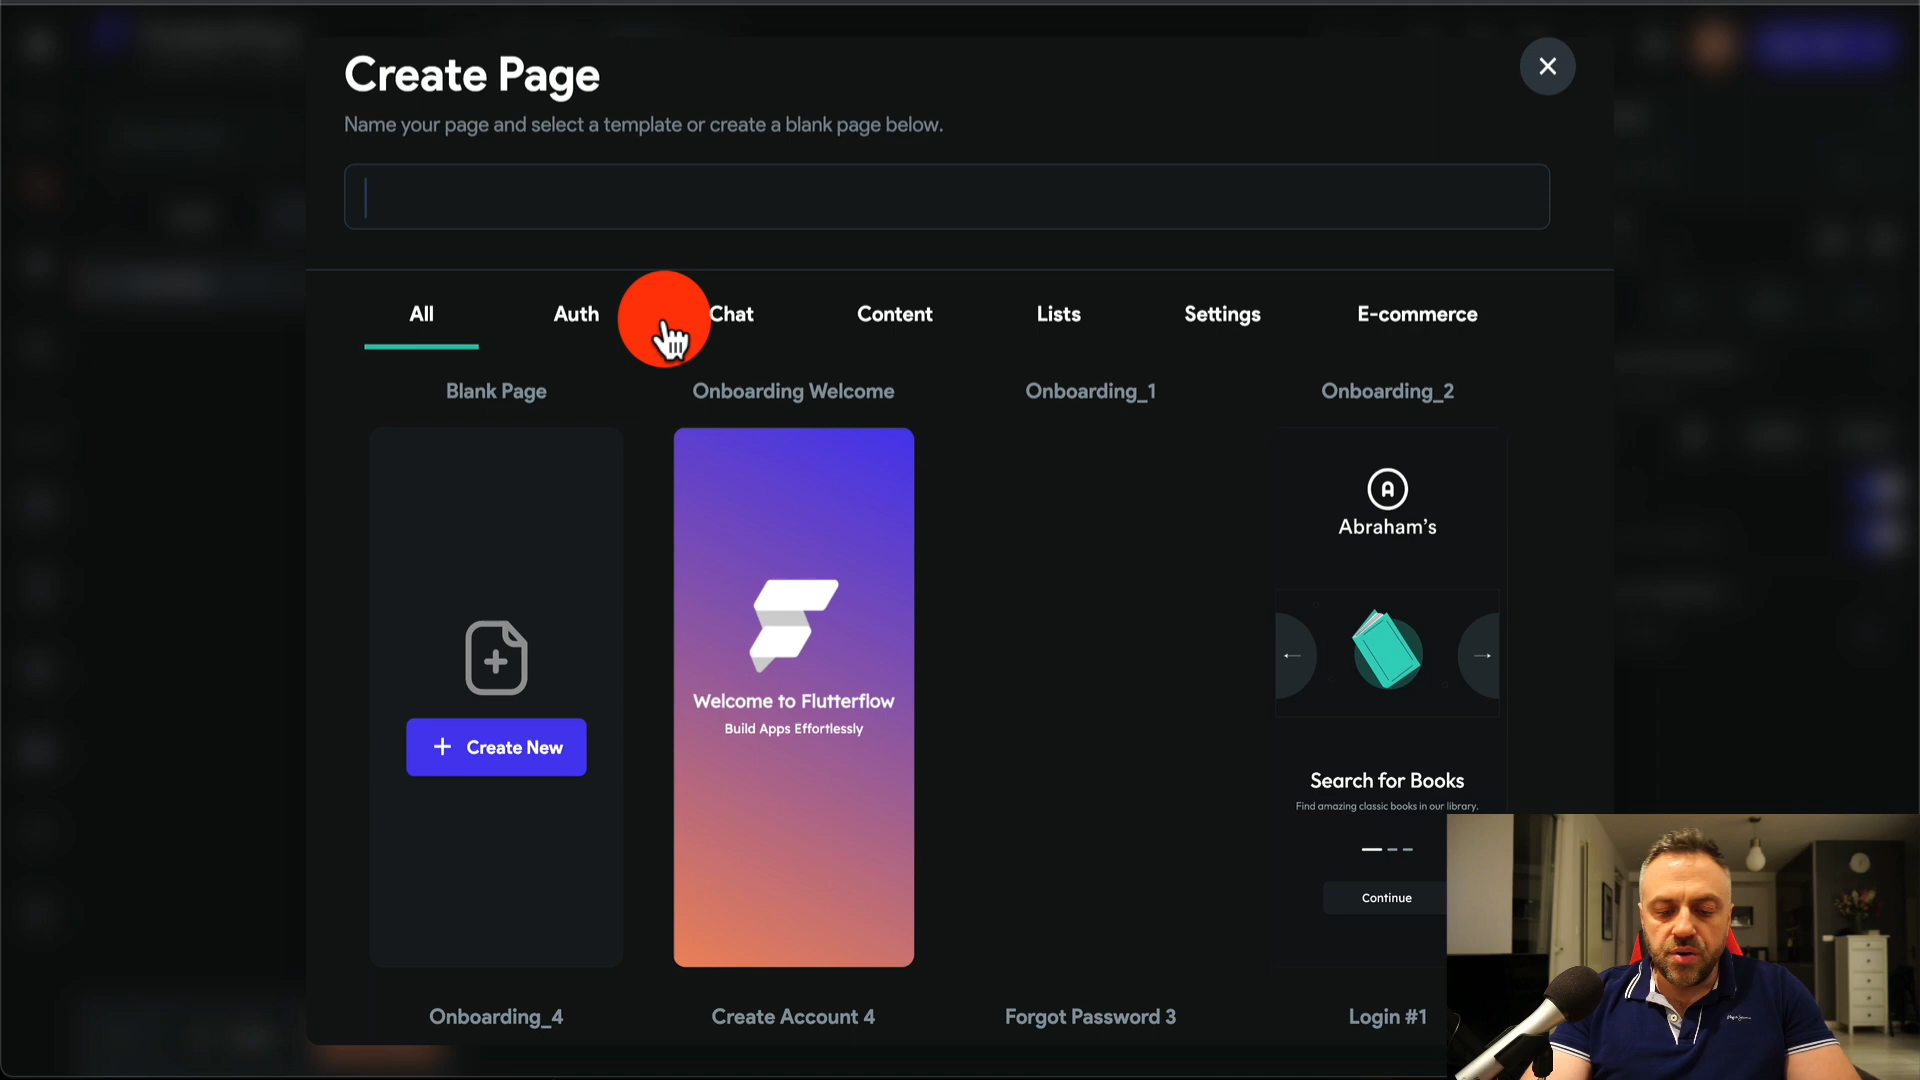 Create Page
Name your page and select a template or create a blank page below.
All Auth Chat Content Lists Settings E-commerce
Blank Page Onboarding Welcome Onboarding_1 Onboarding_2
Abraham's
Welcome to Flutterflow
Build Apps Effortlessly
+ Create New
Search for Books
Find amazing classic books in our library.
Continue
Onboarding_4 Create Account 4 Forgot Password 3 Login #1